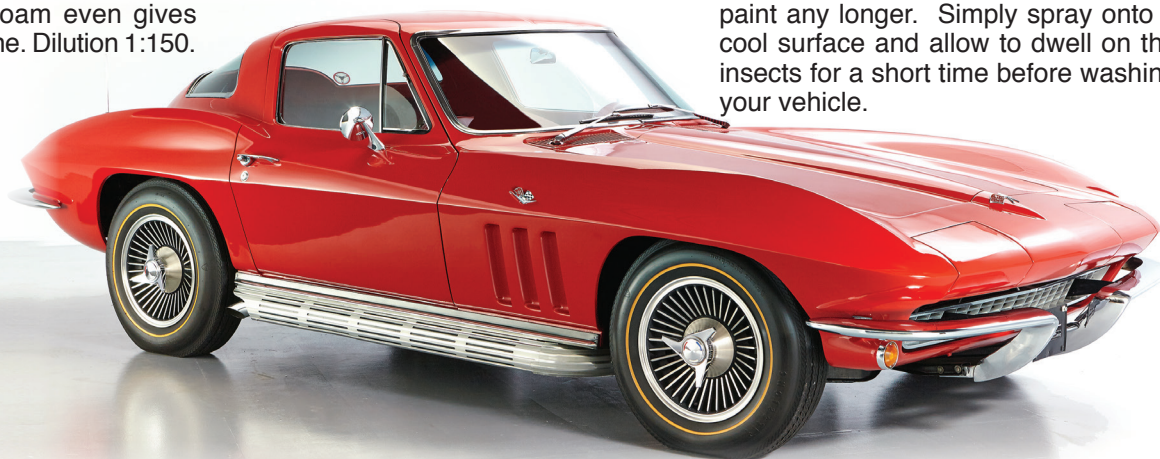 oam even gives
ne. Dilution 1:150.
paint any longer. Simply spray onto
cool surface and allow to dwell on th
insects for a short time before washin
your vehicle.